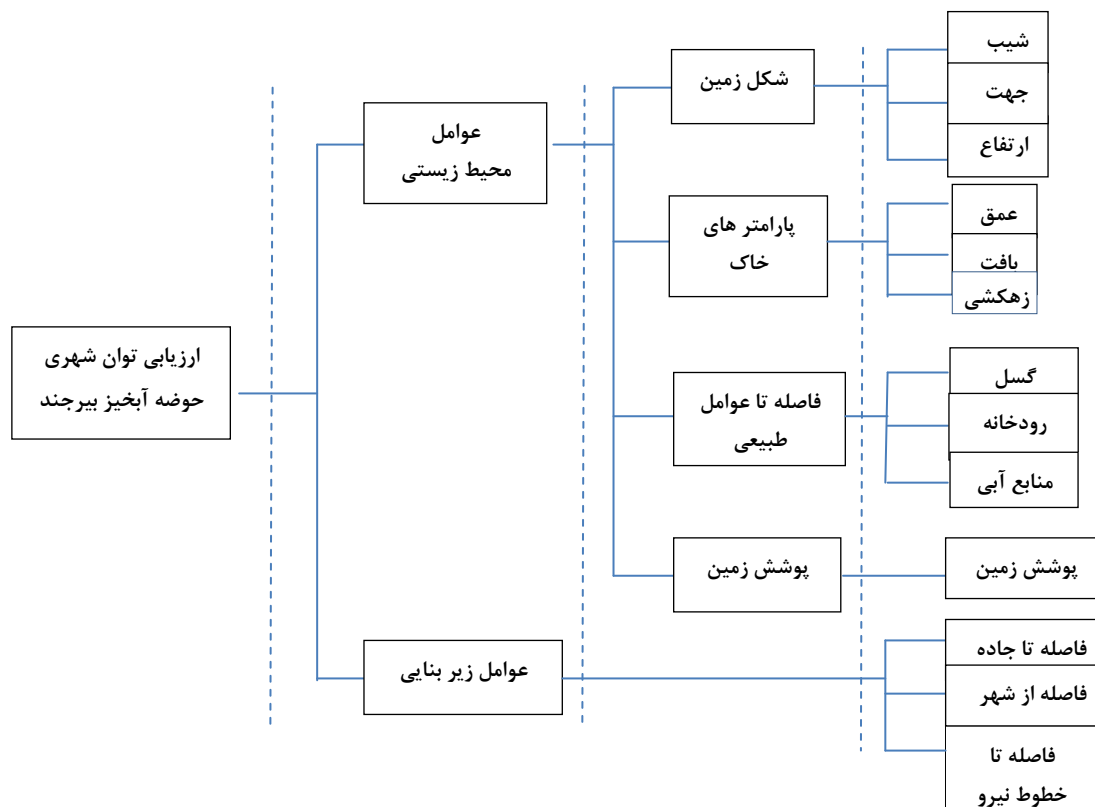 ارزیابی توان شهری
حوضه آبخیز بیرجند
عوامل
محیط زیستی
عوامل زیر بنایی
شکل زمین
پارامتر های
خاک
فاصله تا عوامل
طبیعی
پوشش زمین
شیب
جهت
ارتفاع
عمق
بافت
زهکشی
گسل
رودخانه
منابع آبی
پوشش زمین
فاصله تا جاده
فاصله از شهر
فاصله تا
خطوط نیرو